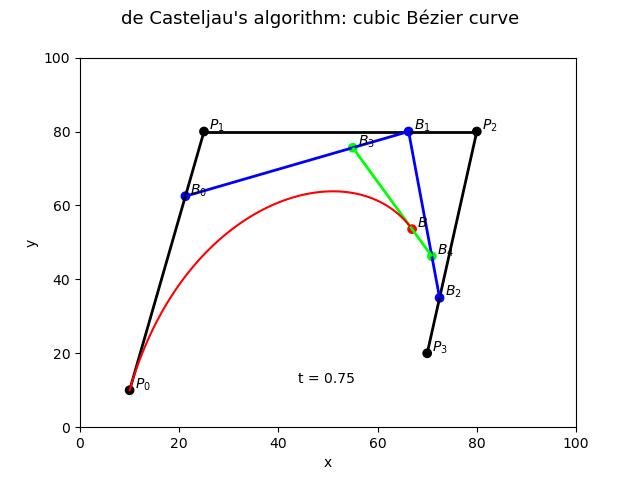 de Casteljau's algorithm: cubic Bézier curve
100
80
60
40
20
0
y
P₁
B₁
P₂
B₃
B₀
B
B₄
B₂
P₃
P₀
t = 0.75
0 20 40 60 80 100
x